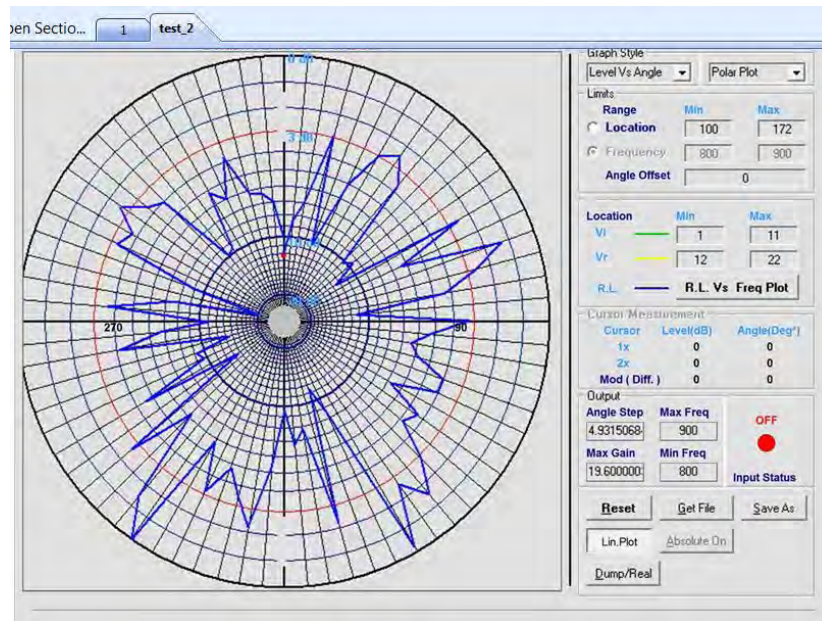 pen Sectio... 1 test_2
0 dB
3 dB
270
90
Graph Style
Level Vs Angle Polar Plot
Limits
Range Min Max
Location 100 172
Frequency 800 900
Angle Offset 0
Location Min Max
Vi 1 11
Vr 12 22
R.L. R.L. Vs Freq Plot
Cursor Measurement
Cursor Level(dB) Angle(Deg°)
1x 0 0
2x 0 0
Mod ( Diff. ) 0 0
Output
Angle Step Max Freq
4.9315068 900
OFF
Max Gain Min Freq
19.600000 800
Input Status
Reset Get File Save As
Lin.Plot Absolute On
Dump/Real